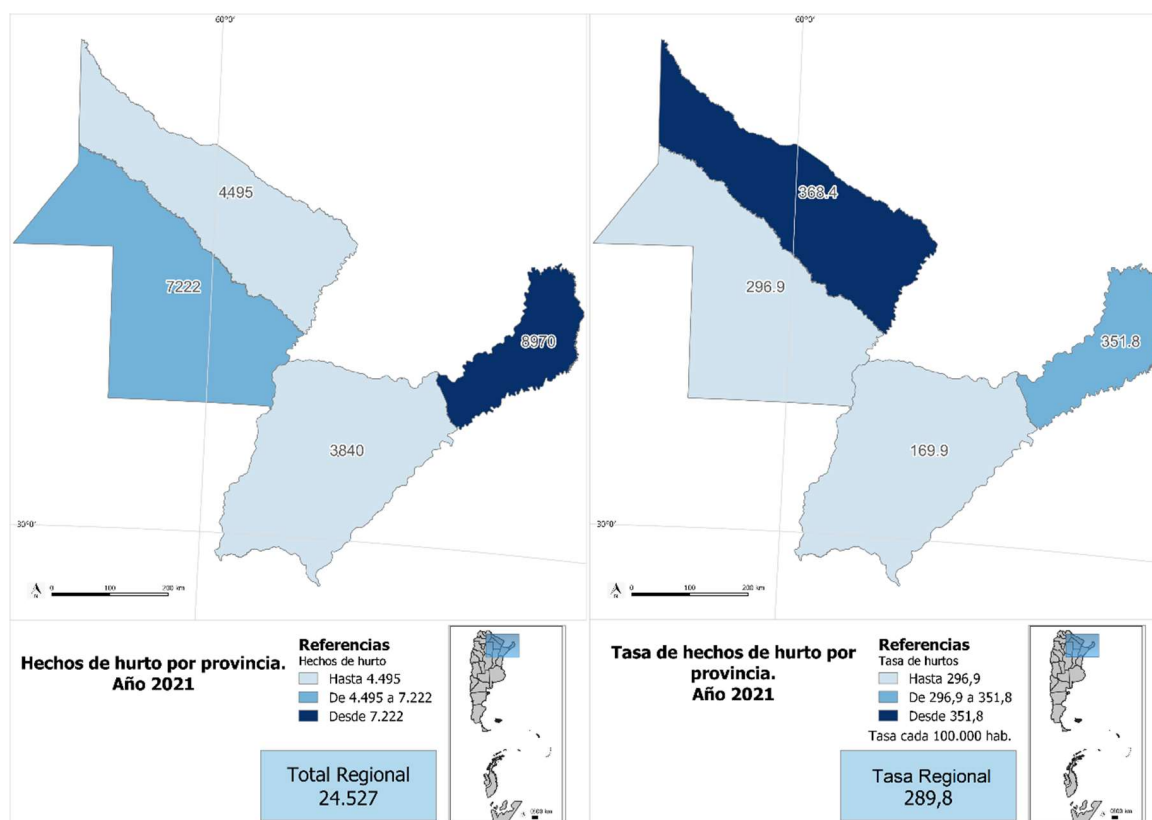 60°0'
4495
7222
8970
3840
30°0'
N
0 100 200 km
Hechos de hurto por provincia.
Año 2021
Referencias
Hechos de hurto
Hasta 4.495
De 4.495 a 7.222
Desde 7.222
Total Regional
24.527
60°0'
368.4
296.9
351.8
169.9
30°0'
N
0 100 200 km
Tasa de hechos de hurto por
provincia.
Año 2021
Referencias
Tasa de hurtos
Hasta 296,9
De 296,9 a 351,8
Desde 351,8
Tasa cada 100.000 hab.
Tasa Regional
289,8